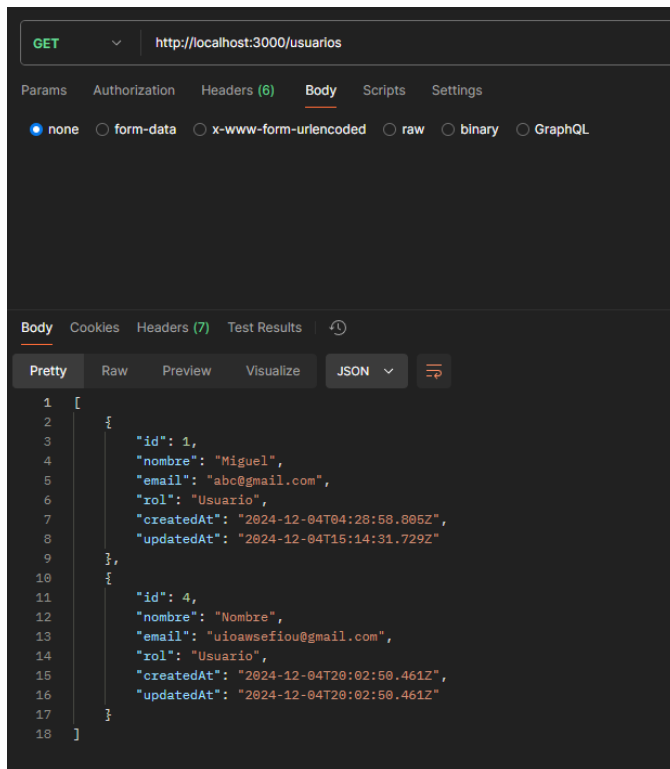 GET http://localhost:3000/usuarios
Params Authorization Headers (6) Body Scripts Settings
none form-data x-www-form-urlencoded raw binary GraphQL
Body Cookies Headers (7) Test Results
Pretty Raw Preview Visualize JSON
1 [
2 {
3 "id": 1,
4 "nombre": "Miguel",
5 "email": "abc@gmail.com",
6 "rol": "Usuario",
7 "createdAt": "2024-12-04T04:28:58.805Z",
8 "updatedAt": "2024-12-04T15:14:31.729Z"
9 },
10 {
11 "id": 4,
12 "nombre": "Nombre",
13 "email": "uioawsefiou@gmail.com",
14 "rol": "Usuario",
15 "createdAt": "2024-12-04T20:02:50.461Z",
16 "updatedAt": "2024-12-04T20:02:50.461Z"
17 }
18 ]